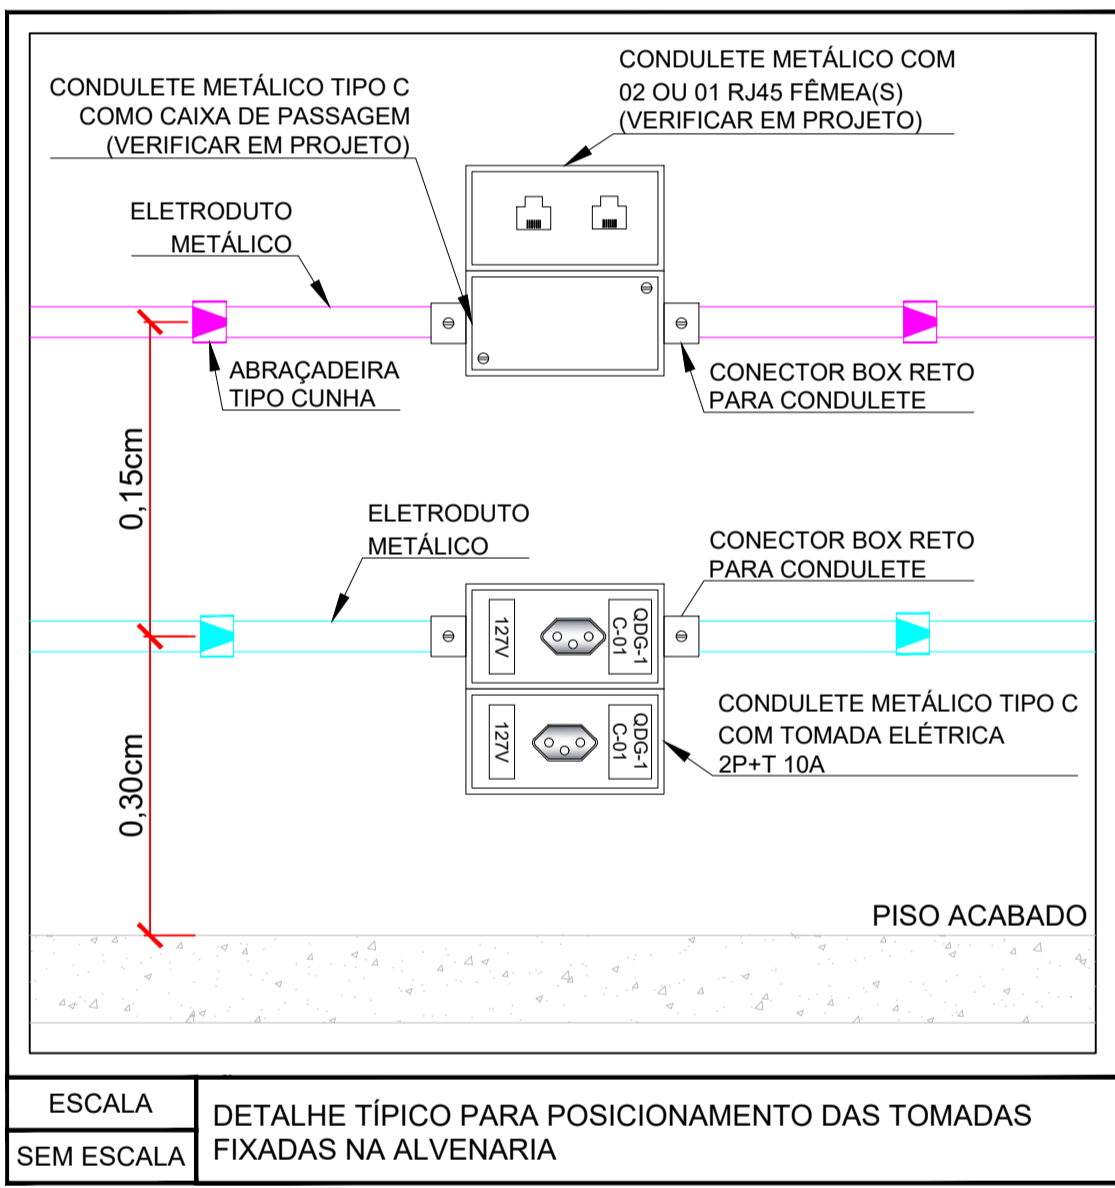 CONDULETE METÁLICO TIPO C
COMO CAIXA DE PASSAGEM
(VERIFICAR EM PROJETO)
CONDULETE METÁLICO COM
02 OU 01 RJ45 FÊMEA(S)
(VERIFICAR EM PROJETO)
ELETRODUTO
METÁLICO
ABRAÇADEIRA
TIPO CUNHA
CONECTOR BOX RETO
PARA CONDULETE
0,15cm
ELETRODUTO
METÁLICO
CONECTOR BOX RETO
PARA CONDULETE
127V
QDG-1
C-01
127V
QDG-1
C-01
CONDULETE METÁLICO TIPO C
COM TOMADA ELÉTRICA
2P+T 10A
0,30cm
PISO ACABADO
ESCALA
SEM ESCALA
DETALHE TÍPICO PARA POSICIONAMENTO DAS TOMADAS
FIXADAS NA ALVENARIA